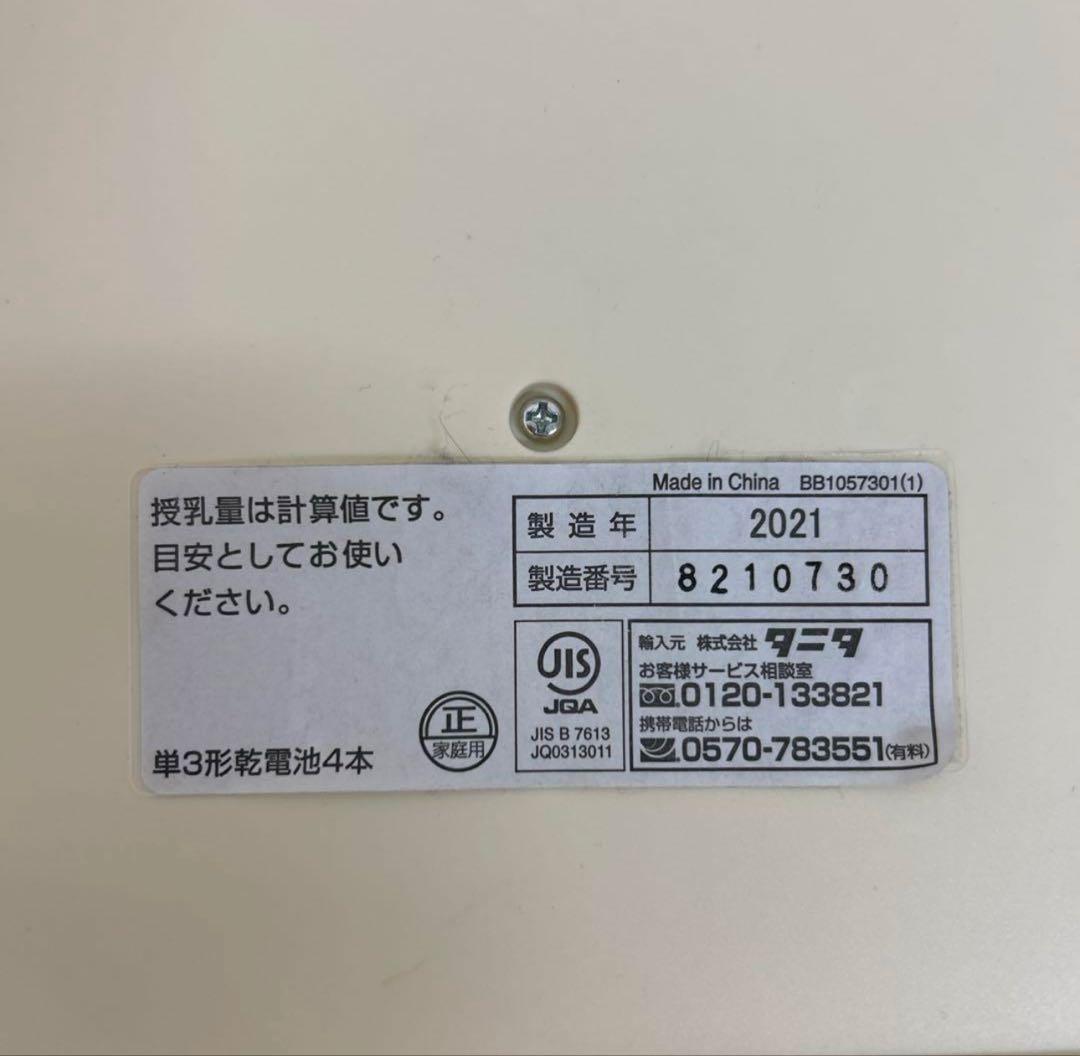 Made in China BB1057301(1)
授乳量は計算値です。
目安としてお使い
ください。
単3形乾電池4本
正
家庭用
製造年 2021
製造番号 8210730
JIS
JQA
JIS B 7613
JQ0313011
輸入元 株式会社 タニタ
お客様サービス相談室
0120-133821
携帯電話からは
0570-783551(有料)